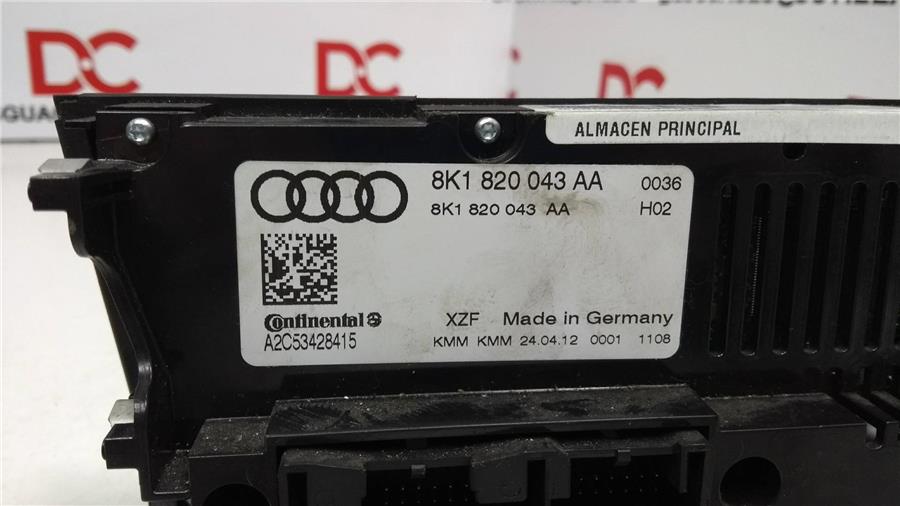 DC
DC
DC
ALMACEN PRINCIPAL
8K1 820 043 AA 0036
8K1 820 043 AA H02
Continental
A2C53428415
XZF Made in Germany
KMM KMM 24.04.12 0001 1108